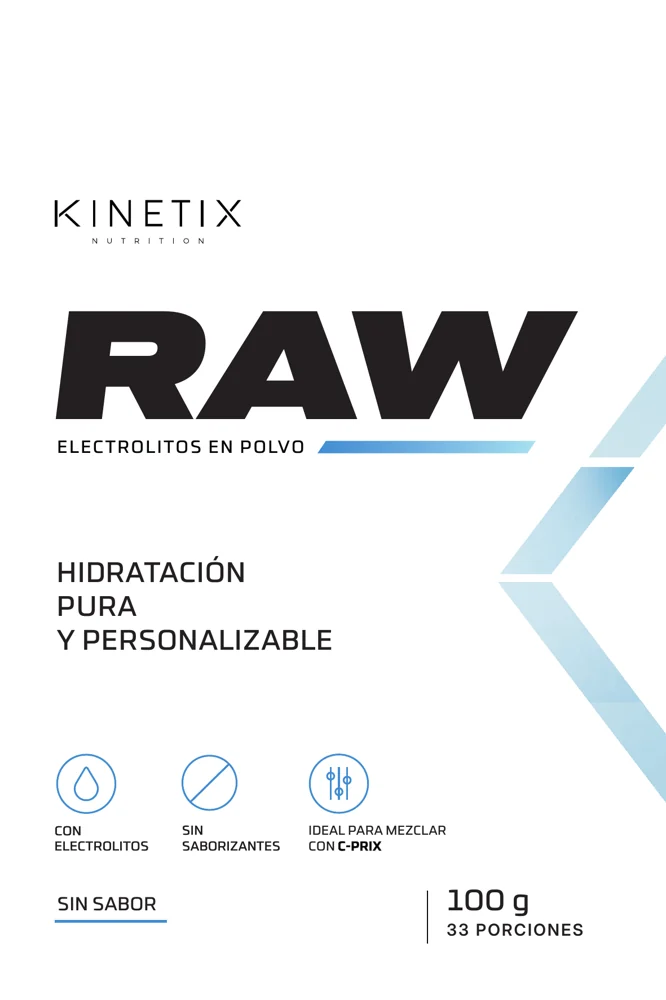 KINETIX
NUTRITION
RAW
ELECTROLITOS EN POLVO
HIDRATACIÓN
PURA
Y PERSONALIZABLE
CON
ELECTROLITOS
SIN
SABORIZANTES
IDEAL PARA MEZCLAR
CON C-PRIX
SIN SABOR
100 g
33 PORCIONES